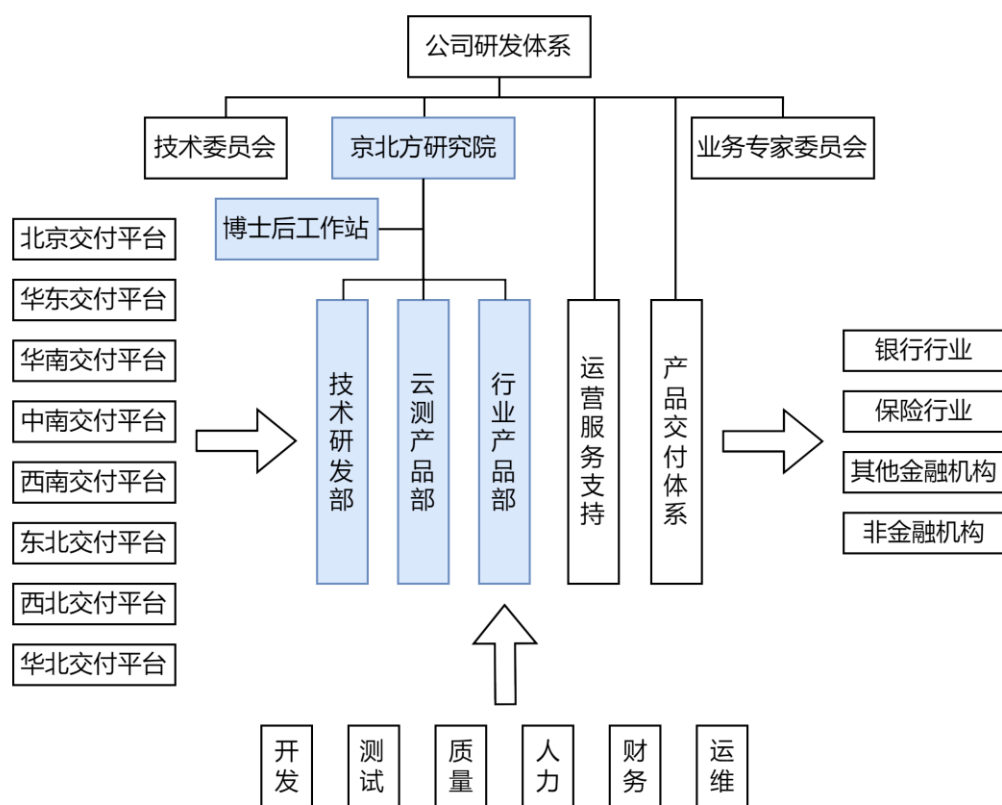 公司研发体系
技术委员会
京北方研究院
业务专家委员会
博士后工作站
北京交付平台
华东交付平台
华南交付平台
中南交付平台
西南交付平台
东北交付平台
西北交付平台
华北交付平台
技术研发部
云测产品部
行业产品部
运营服务支持
产品交付体系
银行行业
保险行业
其他金融机构
非金融机构
开发
测试
质量
人力
财务
运维